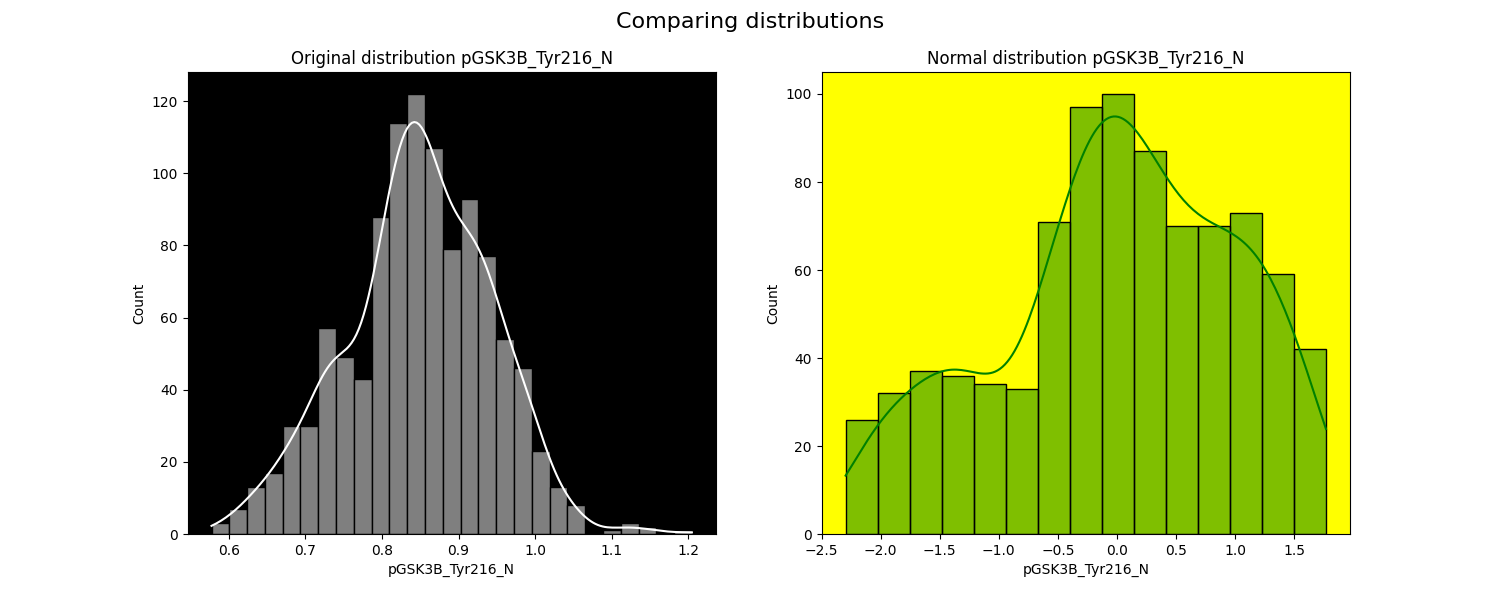 Comparing distributions
Original distribution pGSK3B_Tyr216_N
120
100
80
60
40
20
0
Count
0.6 0.7 0.8 0.9 1.0 1.1 1.2
pGSK3B_Tyr216_N
Normal distribution pGSK3B_Tyr216_N
100
80
60
40
20
0
Count
−2.5 −2.0 −1.5 −1.0 −0.5 0.0 0.5 1.0 1.5
pGSK3B_Tyr216_N